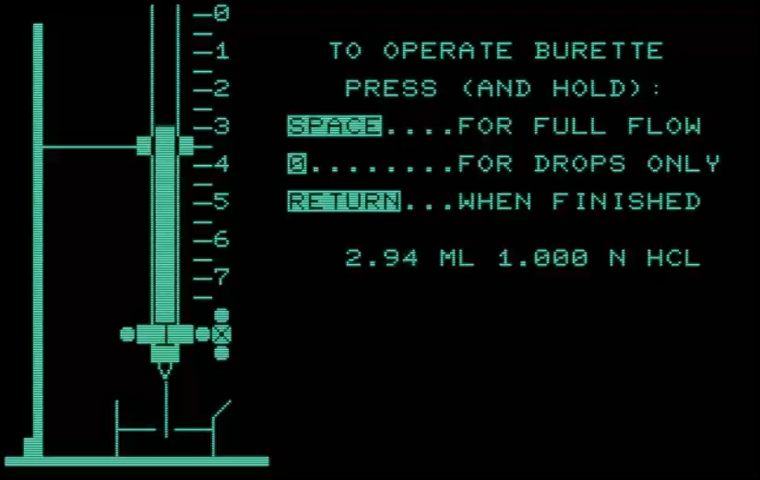 0
1
2
3
4
5
6
7
TO OPERATE BURETTE
PRESS (AND HOLD):
SPACE....FOR FULL FLOW
0........FOR DROPS ONLY
RETURN...WHEN FINISHED
2.94 ML 1.000 N HCL